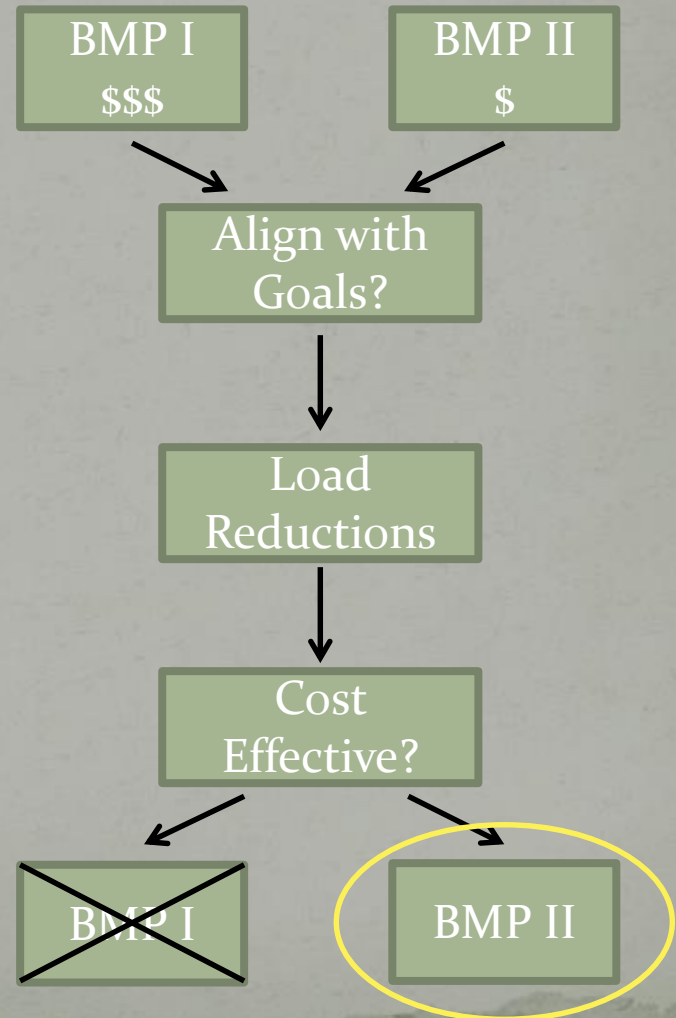 BMP I
$$$
BMP II
$
Align with
Goals?
Load
Reductions
Cost
Effective?
BMP I
BMP II